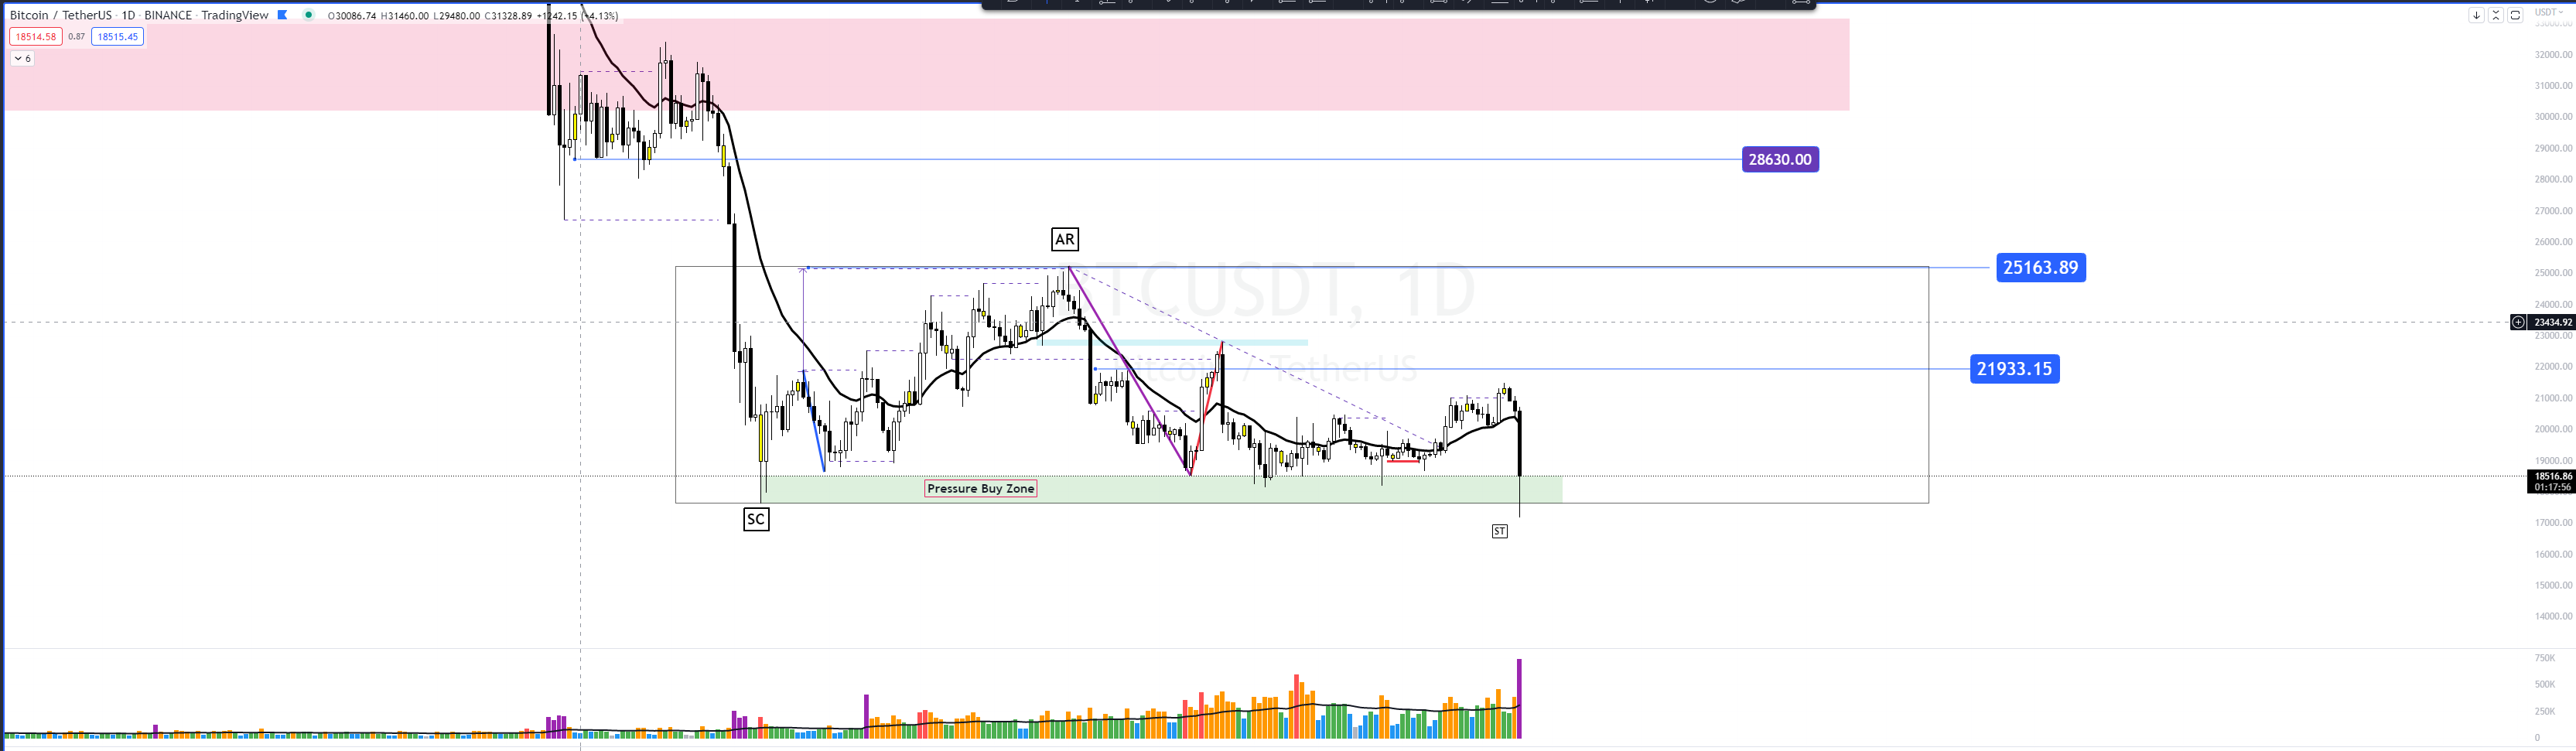 Bitcoin / TetherUS · 1D · BINANCE · TradingView O30086.74 H31460.00 L29480.00 C31328.89 +1242.15 (+4.13%)
USDT
18514.58 0.87 18515.45
6
33000.00
32000.00
31000.00
30000.00
29000.00
28630.00
28000.00
27000.00
26000.00
AR
25163.89
25000.00
BTCUSDT, 1D
24000.00
23434.92
23000.00
Bitcoin / TetherUS
21933.15
22000.00
21000.00
20000.00
19000.00
18516.86
01:17:56
Pressure Buy Zone
SC
ST
17000.00
16000.00
15000.00
14000.00
750K
500K
250K
0